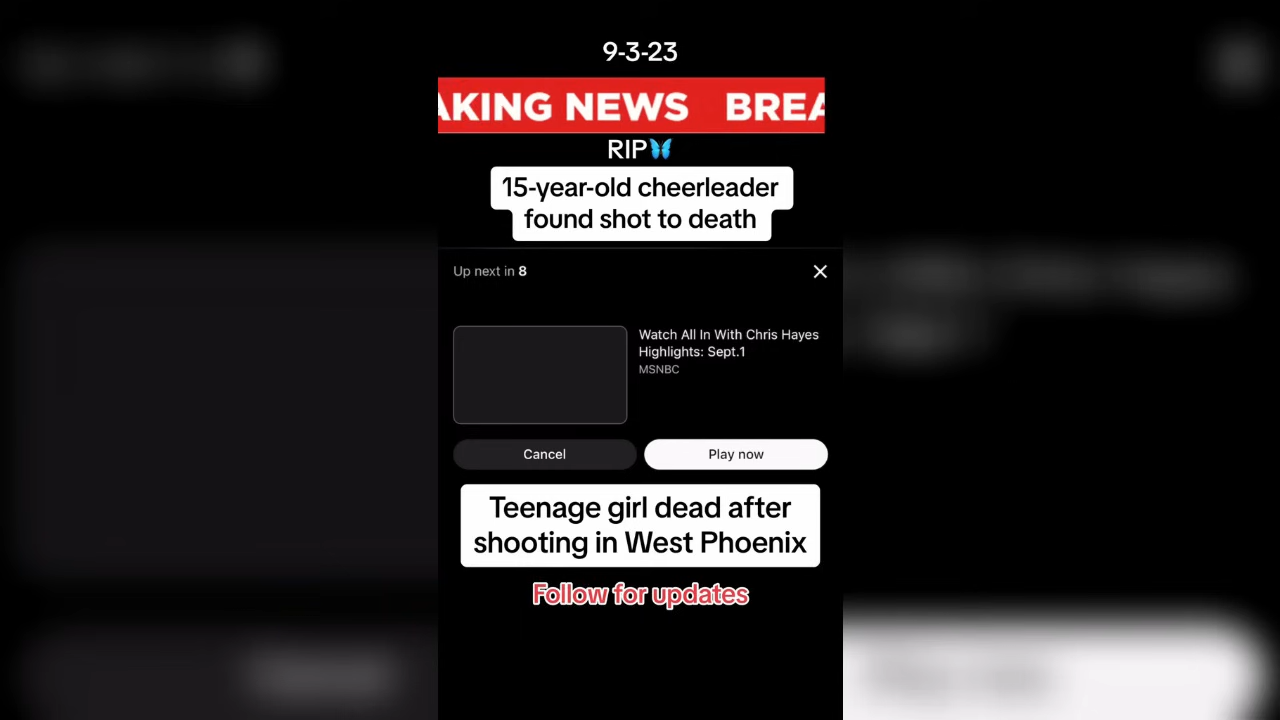 9-3-23
AKING NEWS BREA
RIP🦋
15-year-old cheerleader
found shot to death
Up next in 8
Watch All In With Chris Hayes
Highlights: Sept.1
MSNBC
Cancel
Play now
Teenage girl dead after
shooting in West Phoenix
Follow for updates